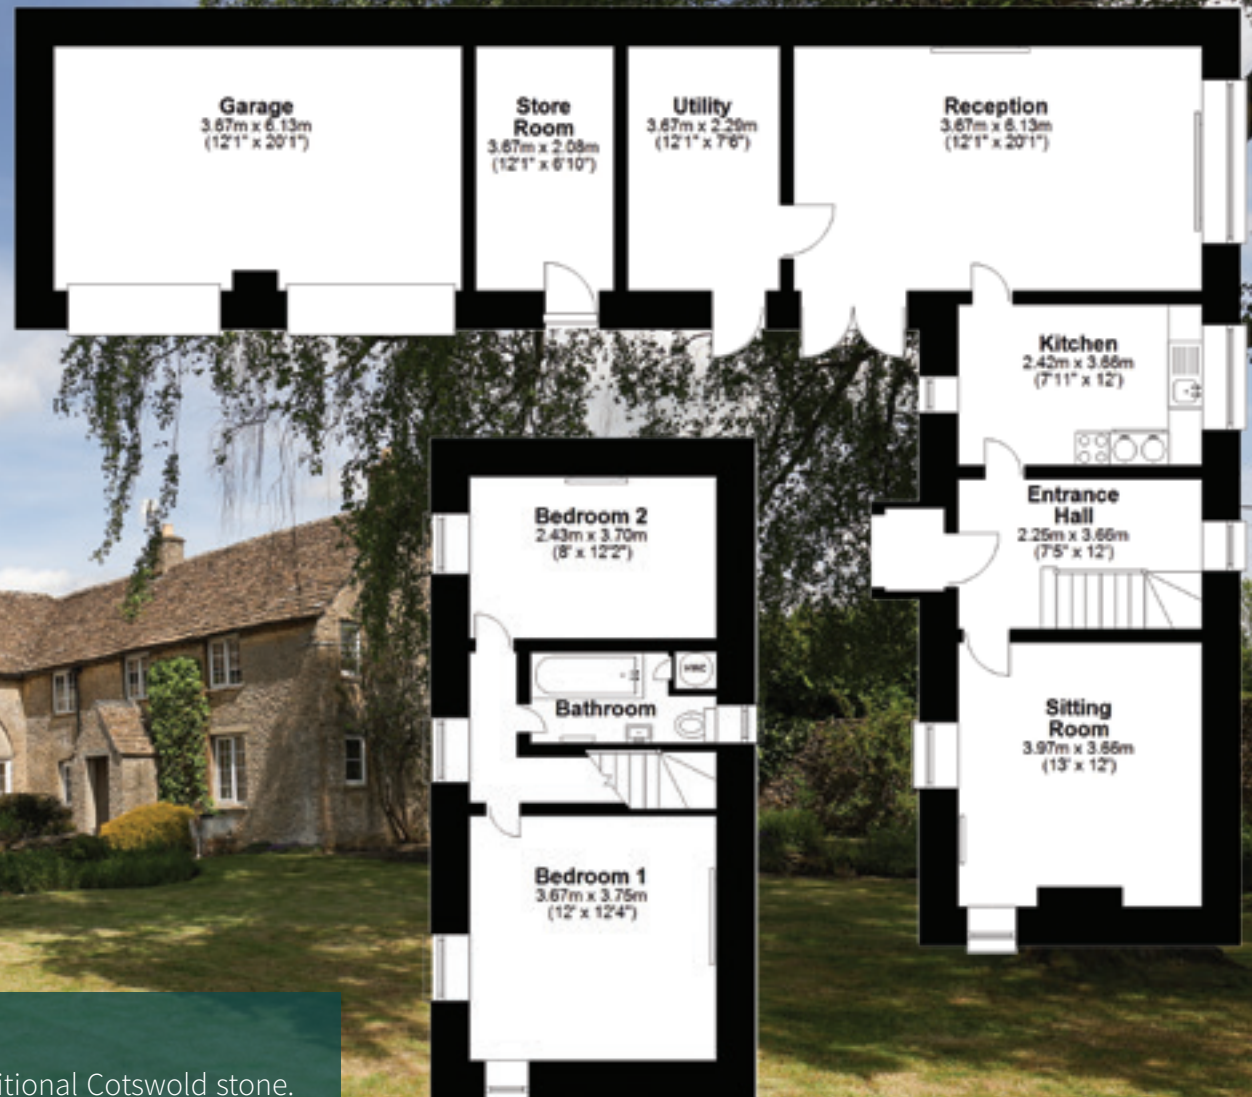 Garage
3.67m x 6.13m
(12'1" x 20'1")
Store
Room
3.67m x 2.08m
(12'1" x 6'10")
Utility
3.67m x 2.29m
(12'1" x 7'6")
Reception
3.67m x 6.13m
(12'1" x 20'1")
Kitchen
2.42m x 3.66m
(7'11" x 12')
Entrance
Hall
2.25m x 3.66m
(7'5" x 12')
Sitting
Room
3.97m x 3.66m
(13' x 12')
Bedroom 2
2.43m x 3.70m
(8' x 12'2")
Bathroom
Bedroom 1
3.67m x 3.75m
(12' x 12'4")
itional Cotswold stone.